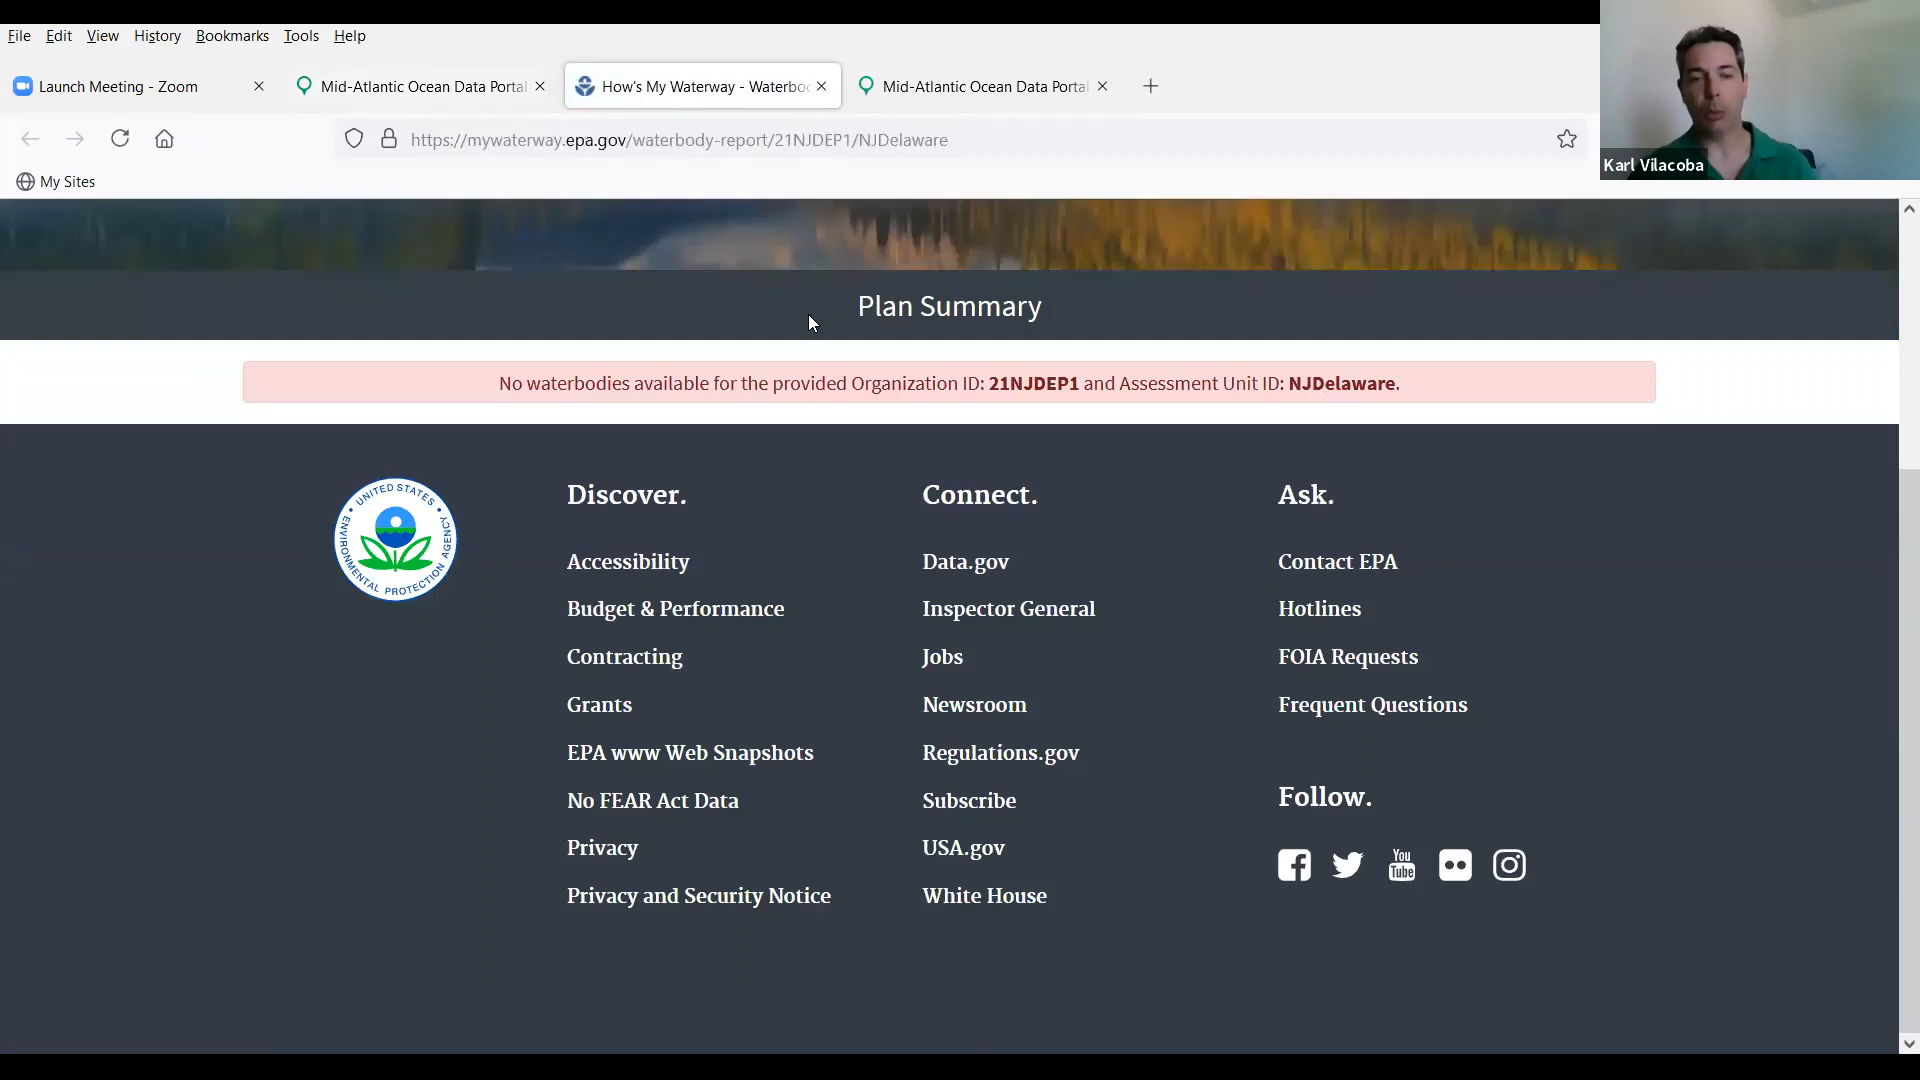 File Edit View History Bookmarks Tools Help
Launch Meeting - Zoom
Mid-Atlantic Ocean Data Portal
How's My Waterway - Waterbo
Mid-Atlantic Ocean Data Portal
https://mywaterway.epa.gov/waterbody-report/21NJDEP1/NJDelaware
Karl Vilacoba
My Sites
Plan Summary
No waterbodies available for the provided Organization ID: 21NJDEP1 and Assessment Unit ID: NJDelaware.
UNITED STATES
ENVIRONMENTAL PROTECTION AGENCY
Discover.
Accessibility
Budget & Performance
Contracting
Grants
EPA www Web Snapshots
No FEAR Act Data
Privacy
Privacy and Security Notice
Connect.
Data.gov
Inspector General
Jobs
Newsroom
Regulations.gov
Subscribe
USA.gov
White House
Ask.
Contact EPA
Hotlines
FOIA Requests
Frequent Questions
Follow.
You
Tube